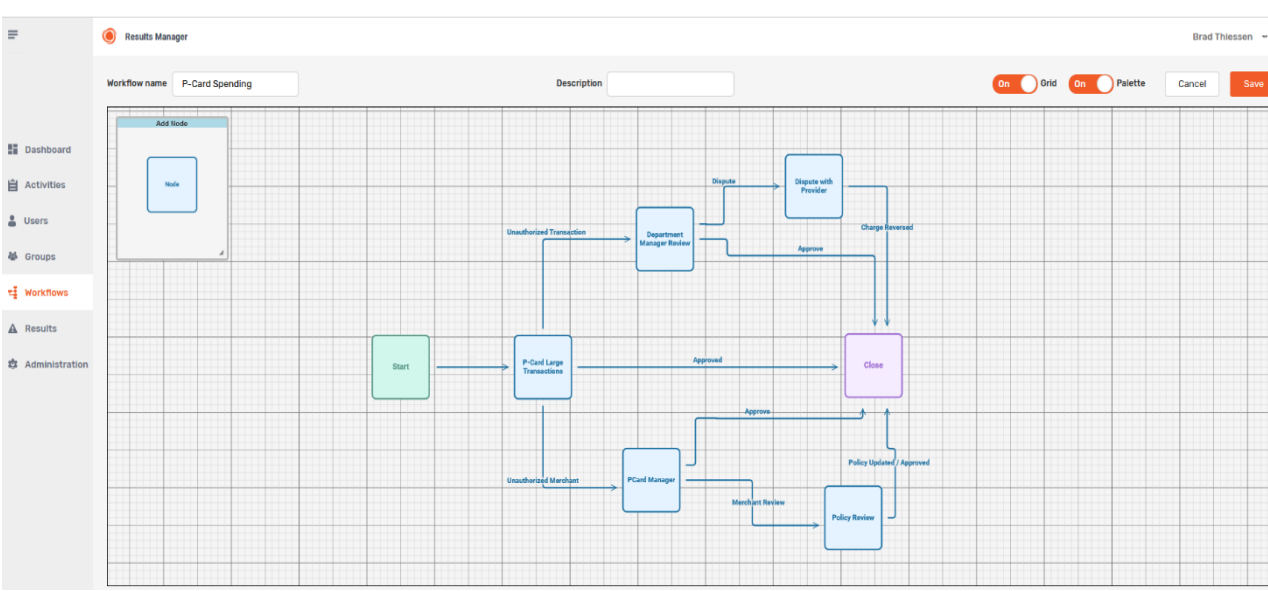 Results Manager
Brad Thiessen
Workflow name
P-Card Spending
Description
On
Grid
On
Palette
Cancel
Save
Dashboard
Activities
Users
Groups
Workflows
Results
Administration
Add Node
Node
Dispute
Dispute with
Provider
Unauthorized Transaction
Department
Manager Review
Charge Reversed
Approve
Start
P-Card Large
Transactions
Approved
Close
Approve
Unauthorized Merchant
PCard Manager
Policy Updated / Approved
Merchant Review
Policy Review